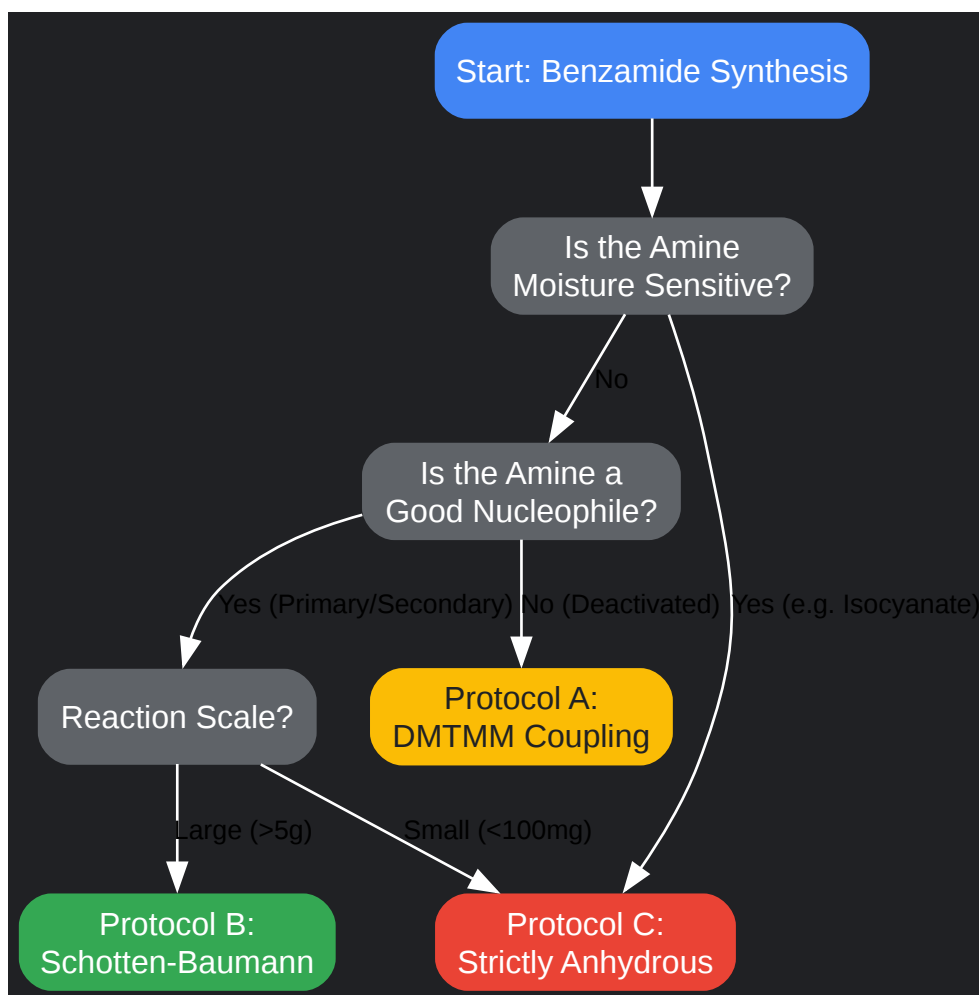 Start: Benzamide Synthesis
Is the Amine
Moisture Sensitive?
No
Is the Amine a
Good Nucleophile?
Yes (Primary/Secondary)
No (Deactivated)
Yes (e.g. Isocyanate)
Reaction Scale?
Protocol A:
DMTMM Coupling
Large (>5g)
Small (<100mg)
Protocol B:
Schotten-Baumann
Protocol C:
Strictly Anhydrous